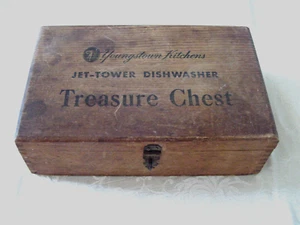 Youngstown Kitchens
JET-TOWER DISHWASHER
Treasure Chest